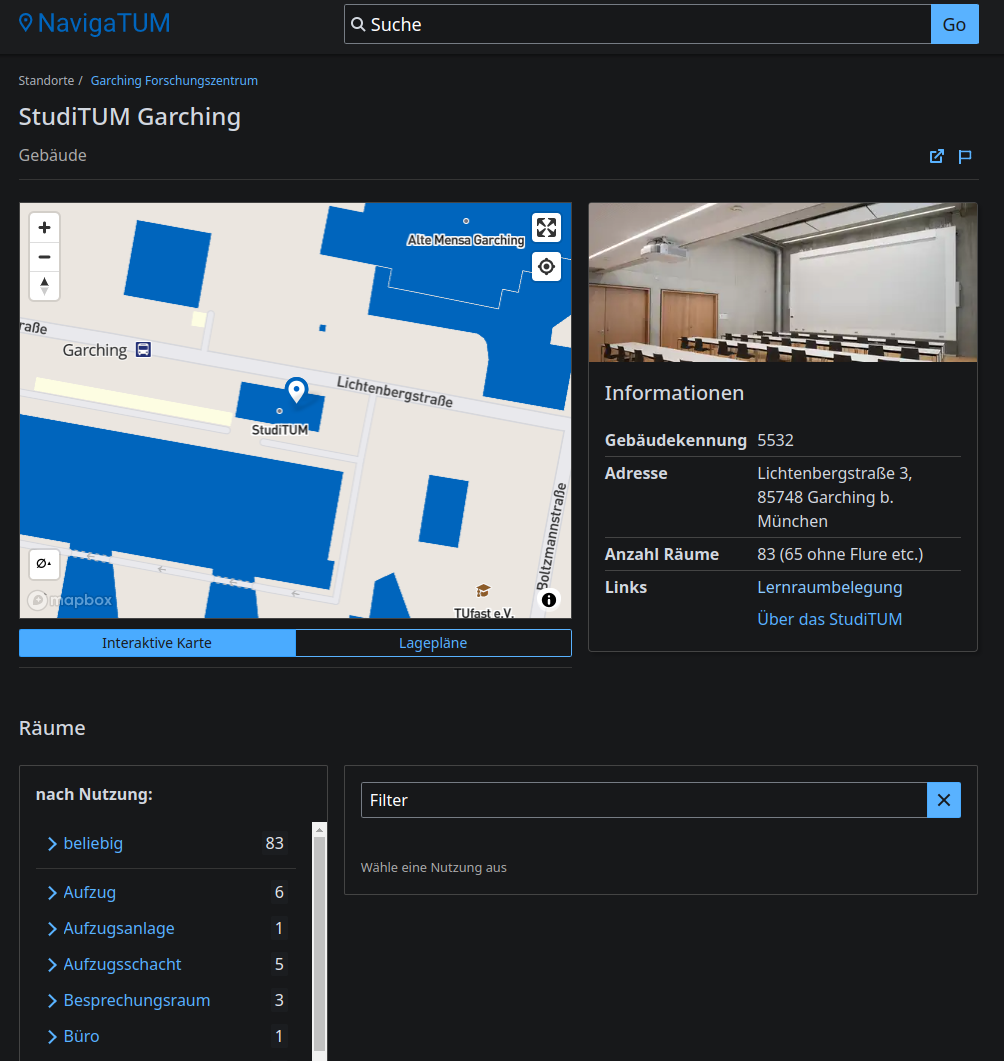 NavigaTUM
Suche
Go
Standorte / Garching Forschungszentrum
StudiTUM Garching
Gebäude
Alte Mensa Garching
raße
Garching
Lichtenbergstraße
StudiTUM
Boltzmannstraße
mapbox
TUfast e.V.
Interaktive Karte
Lagepläne
Informationen
Gebäudekennung 5532
Adresse Lichtenbergstraße 3,
85748 Garching b.
München
Anzahl Räume 83 (65 ohne Flure etc.)
Links Lernraumbelegung
Über das StudiTUM
Räume
nach Nutzung:
beliebig 83
Aufzug 6
Aufzugsanlage 1
Aufzugsschacht 5
Besprechungsraum 3
Büro 1
Filter
Wähle eine Nutzung aus